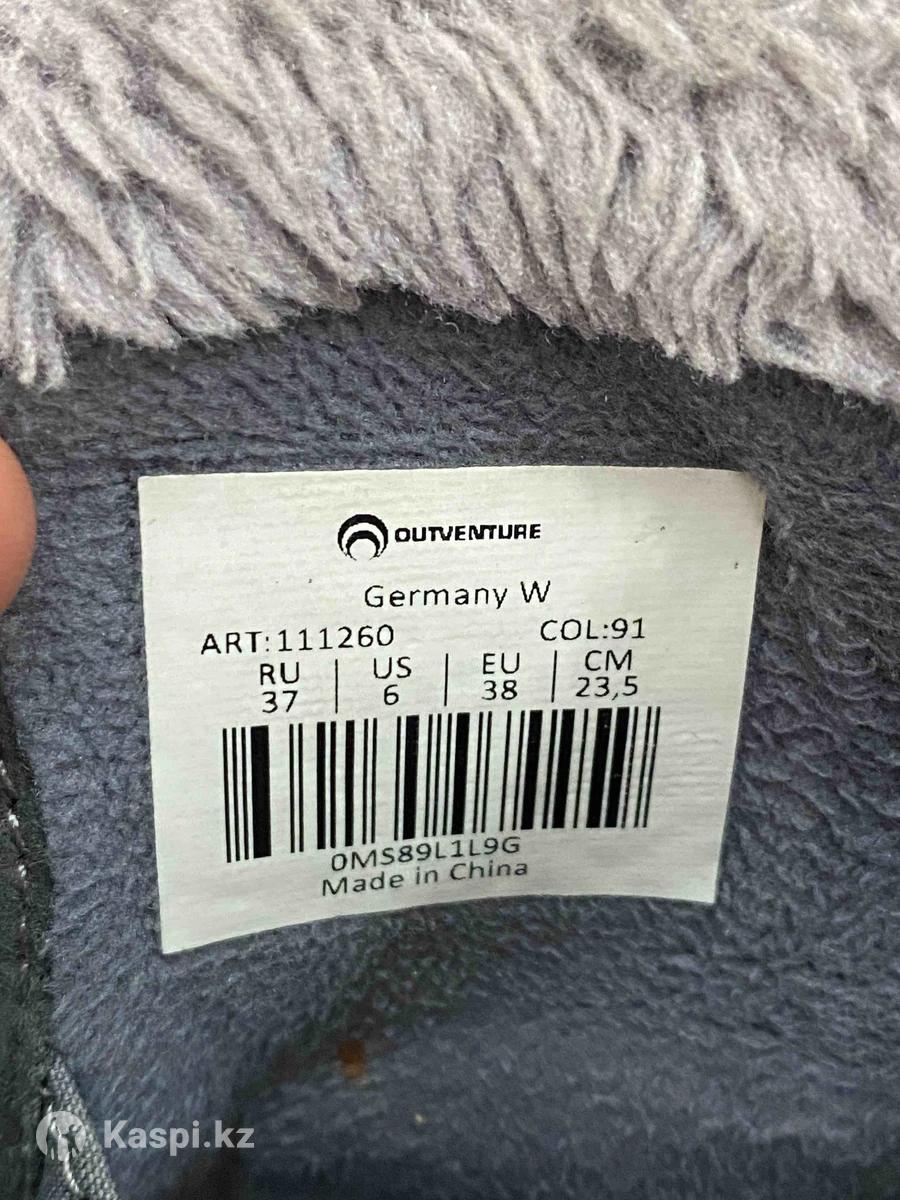 OUTVENTURE
Germany W
ART:111260 COL:91
RU US EU CM
37 6 38 23,5
0MS89L1L9G
Made in China
Kaspi.kz